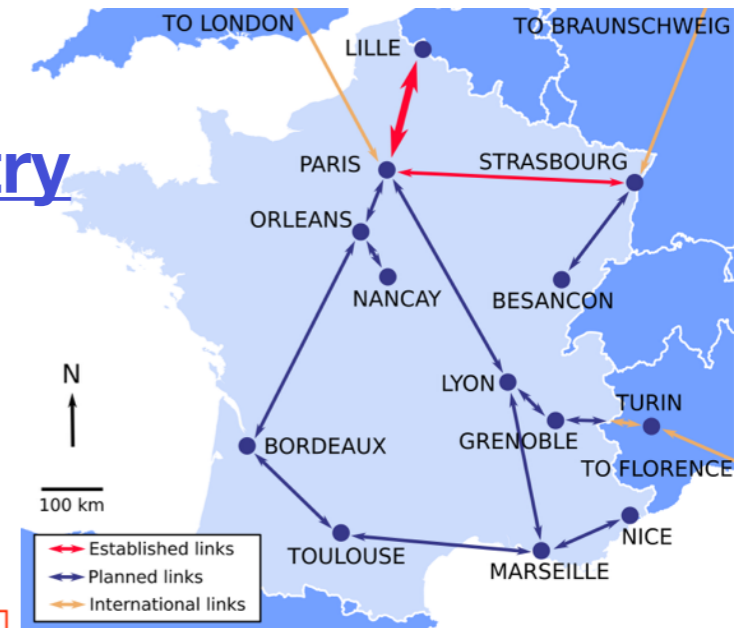 TO LONDON
TO BRAUNSCHWEIG
LILLE
try
PARIS
STRASBOURG
ORLEANS
NANCAY
BESANCON
N
LYON
TURIN
GRENOBLE
BORDEAUX
TO FLORENCE
100 km
NICE
TOULOUSE
MARSEILLE
Established links
Planned links
International links